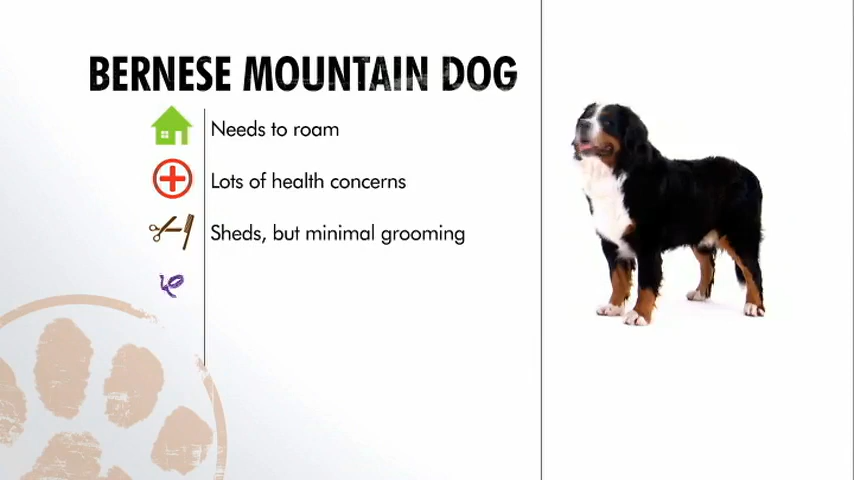 BERNESE MOUNTAIN DOG
Needs to roam
Lots of health concerns
Sheds, but minimal grooming